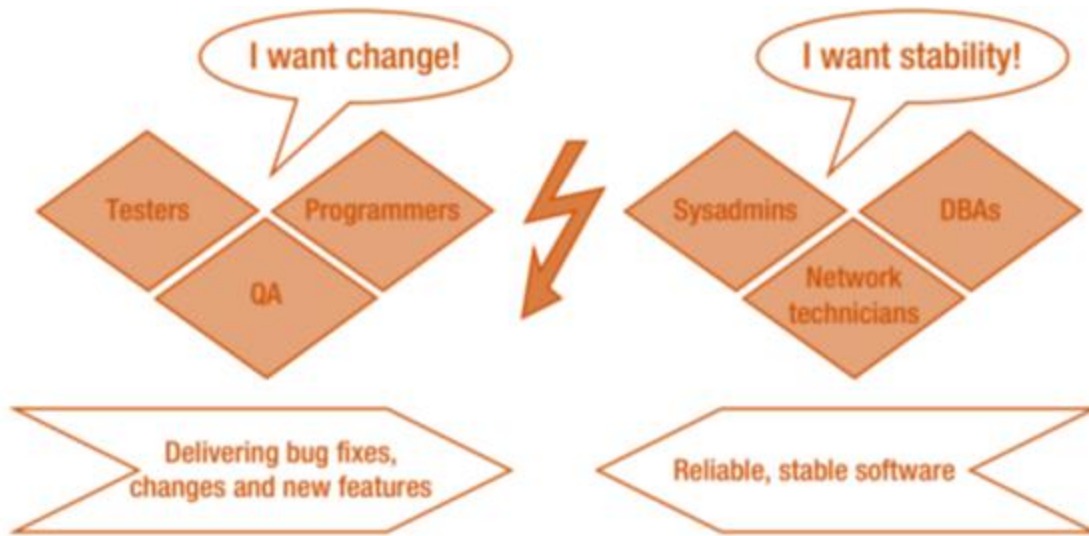 I want change!
I want stability!
Testers
Programmers
QA
Sysadmins
DBAs
Network
technicians
Delivering bug fixes,
changes and new features
Reliable, stable software